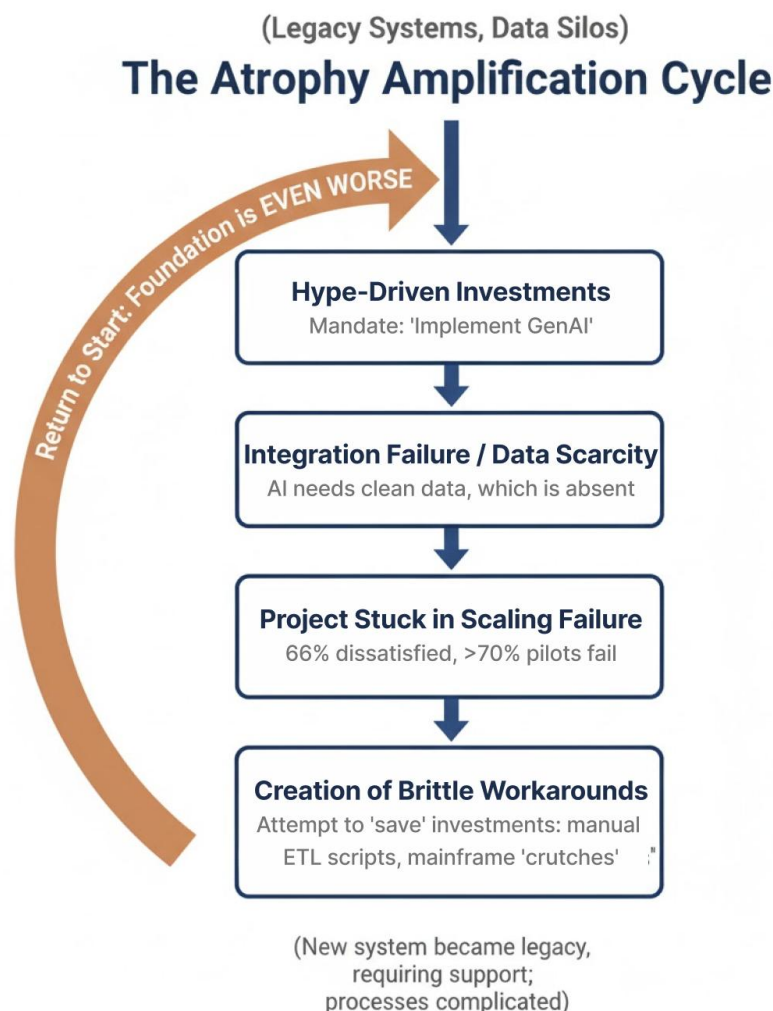 (Legacy Systems, Data Silos)
The Atrophy Amplification Cycle
Return to Start: Foundation is EVEN WORSE
Hype-Driven Investments
Mandate: 'Implement GenAI'
Integration Failure / Data Scarcity
AI needs clean data, which is absent
Project Stuck in Scaling Failure
66% dissatisfied, >70% pilots fail
Creation of Brittle Workarounds
Attempt to 'save' investments: manual
ETL scripts, mainframe 'crutches'
(New system became legacy,
requiring support;
processes complicated)